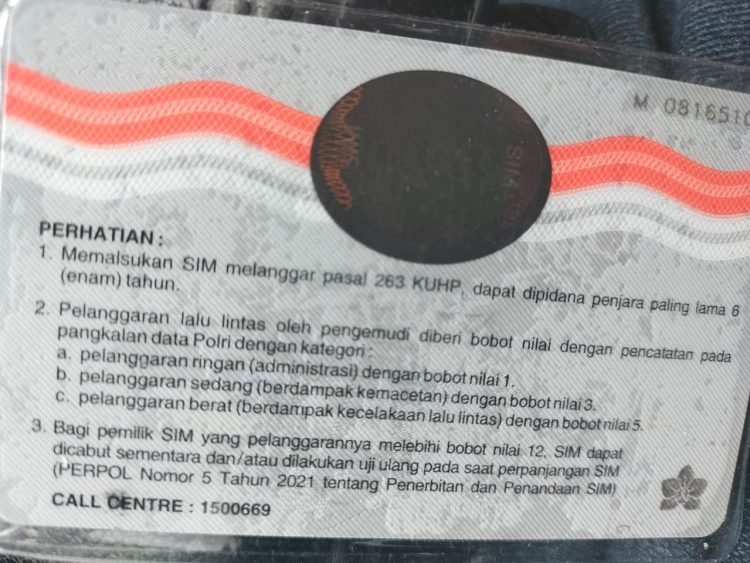 M 0816510
SIM
PERHATIAN :
1. Memalsukan SIM melanggar pasal 263 KUHP, dapat dipidana penjara paling lama 6
(enam) tahun.
2. Pelanggaran lalu lintas oleh pengemudi diberi bobot nilai dengan pencatatan pada
pangkalan data Polri dengan kategori :
a. pelanggaran ringan (administrasi) dengan bobot nilai 1.
b. pelanggaran sedang (berdampak kemacetan) dengan bobot nilai 3.
c. pelanggaran berat (berdampak kecelakaan lalu lintas) dengan bobot nilai 5.
3. Bagi pemilik SIM yang pelanggarannya melebihi bobot nilai 12, SIM dapat
dicabut sementara dan/atau dilakukan uji ulang pada saat perpanjangan SIM
(PERPOL Nomor 5 Tahun 2021 tentang Penerbitan dan Penandaan SIM)
CALL CENTRE : 1500669